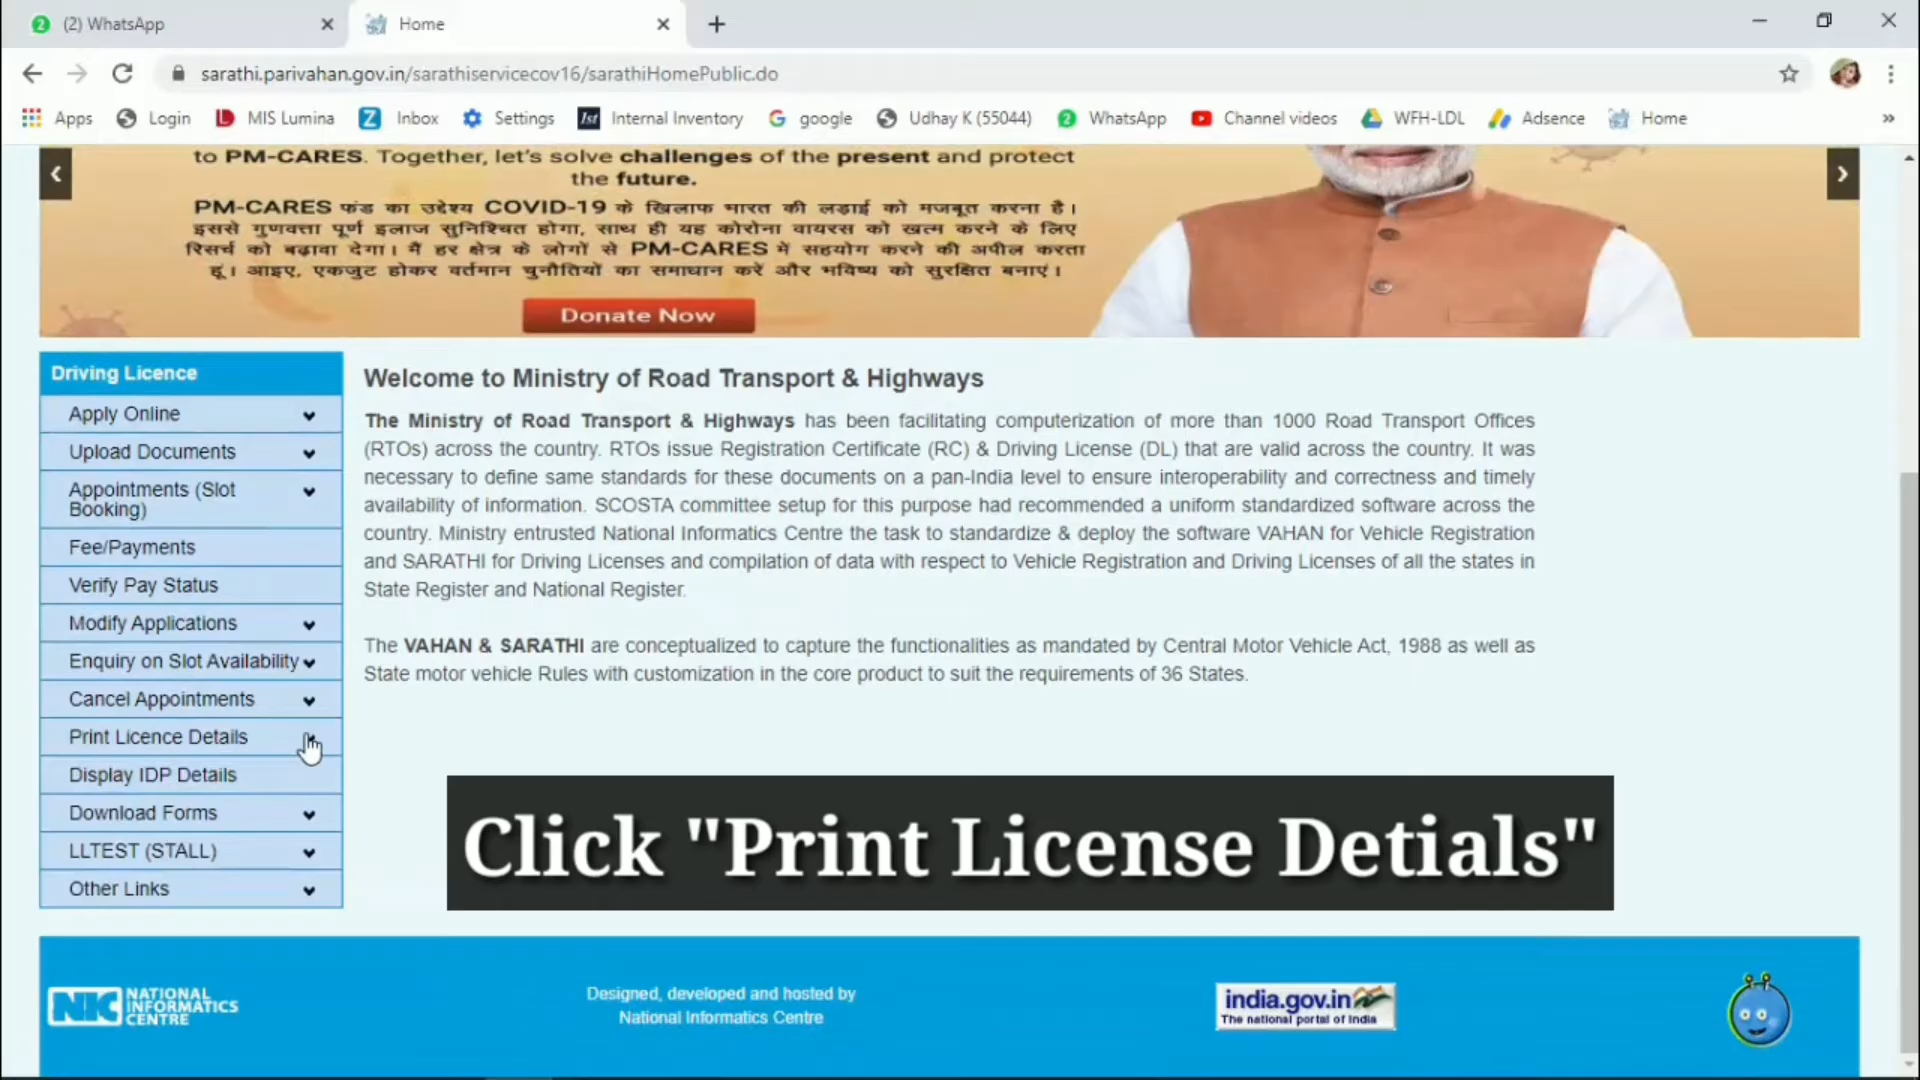 (2) WhatsApp
Home
sarathi.parivahan.gov.in/sarathiservicecov16/sarathiHomePublic.do
Apps
Login
MIS Lumina
Inbox
Settings
Internal Inventory
google
Udhay K (55044)
WhatsApp
Channel videos
WFH-LDL
Adsence
Home
to PM-CARES. Together, let's solve challenges of the present and protect
the future.
PM-CARES फंड का उद्देश्य COVID-19 के खिलाफ भारत की लड़ाई को मजबूत करना है।
इससे गुणवत्ता पूर्ण इलाज सुनिश्चित होगा, साथ ही यह कोरोना वायरस को खत्म करने के लिए
रिसर्च को बढ़ावा देगा। मैं हर क्षेत्र के लोगों से PM-CARES में सहयोग करने की अपील करता
हूं। आइए, एकजुट होकर वर्तमान चुनौतियों का समाधान करें और भविष्य को सुरक्षित बनाएं।
Donate Now
Driving Licence
Apply Online
Upload Documents
Appointments (Slot
Booking)
Fee/Payments
Verify Pay Status
Modify Applications
Enquiry on Slot Availability
Cancel Appointments
Print Licence Details
Display IDP Details
Download Forms
LLTEST (STALL)
Other Links
Welcome to Ministry of Road Transport & Highways
The Ministry of Road Transport & Highways has been facilitating computerization of more than 1000 Road Transport Offices
(RTOs) across the country. RTOs issue Registration Certificate (RC) & Driving License (DL) that are valid across the country. It was
necessary to define same standards for these documents on a pan-India level to ensure interoperability and correctness and timely
availability of information. SCOSTA committee setup for this purpose had recommended a uniform standardized software across the
country. Ministry entrusted National Informatics Centre the task to standardize & deploy the software VAHAN for Vehicle Registration
and SARATHI for Driving Licenses and compilation of data with respect to Vehicle Registration and Driving Licenses of all the states in
State Register and National Register.
The VAHAN & SARATHI are conceptualized to capture the functionalities as mandated by Central Motor Vehicle Act, 1988 as well as
State motor vehicle Rules with customization in the core product to suit the requirements of 36 States.
Click "Print License Detials"
NIC NATIONAL
INFORMATICS
CENTRE
Designed, developed and hosted by
National Informatics Centre
india.gov.in
The national portal of India